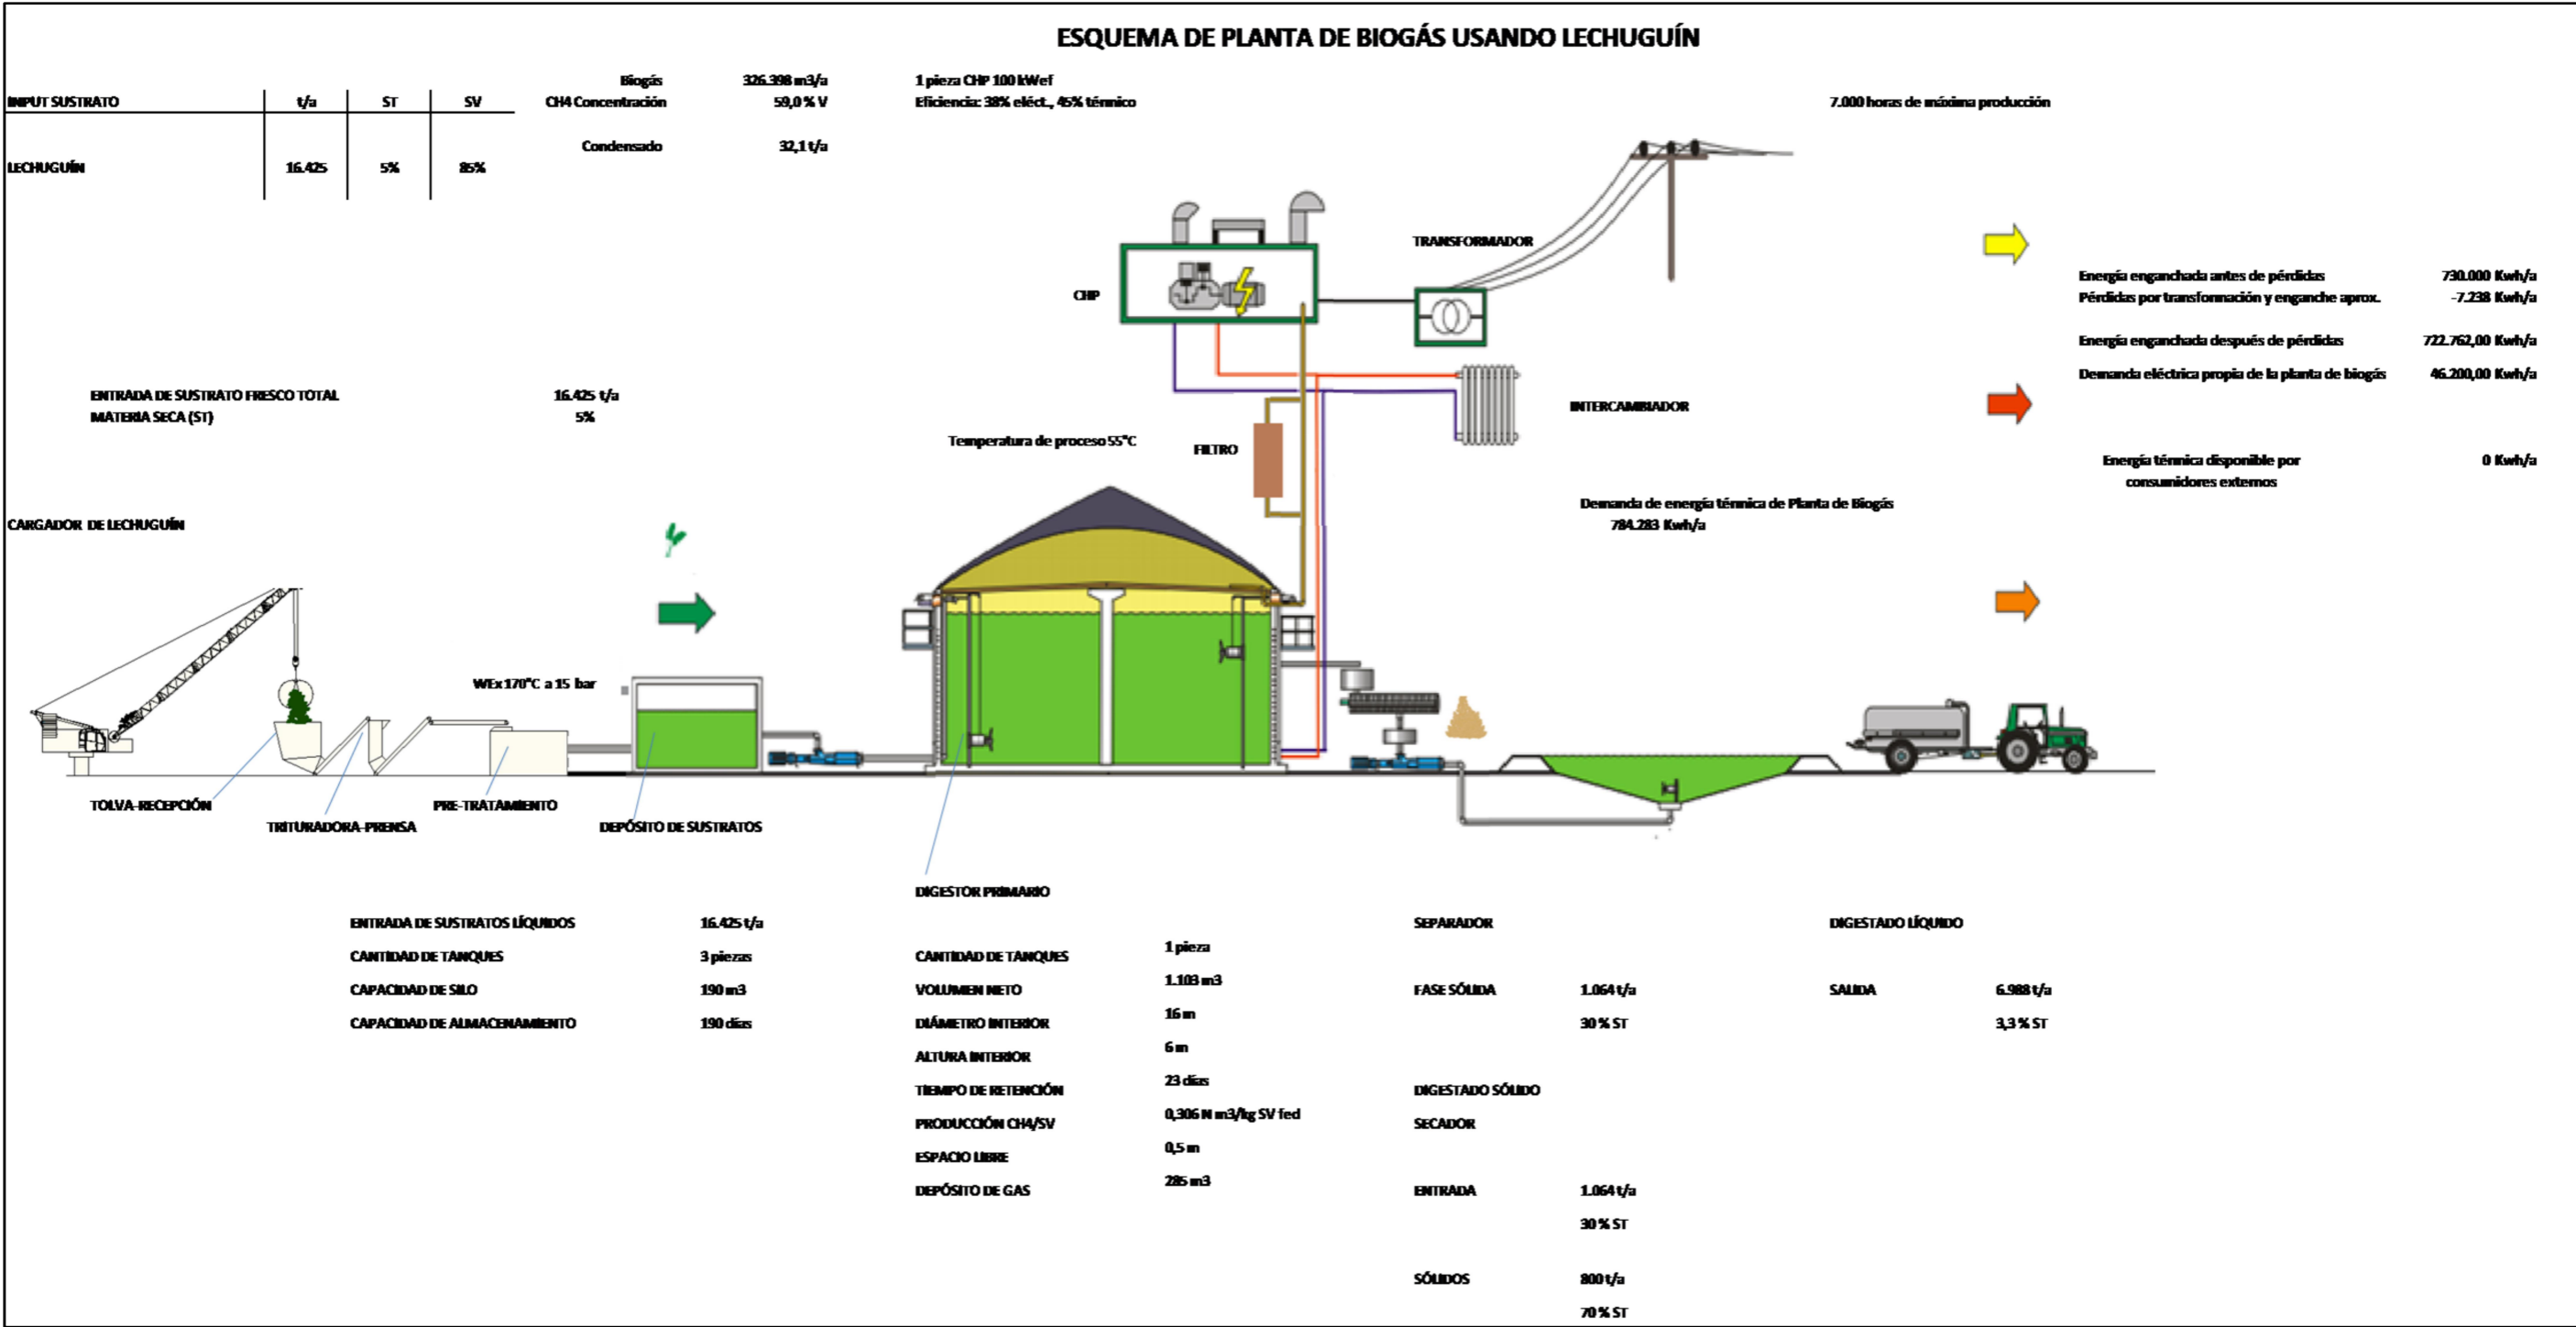 ESQUEMA DE PLANTA DE BIOGÁS USANDO LECHUGUÍN
INPUT SUSTRATO t/a ST SV
LECHUGUÍN 16.425 5% 85%
Biogás 326.398 m3/a
CH4 Concentración 59,0 % V
Condensado 32,1 t/a
1 pieza CHP 100 kWef
Eficiencia: 38% eléct., 45% térmico
7.000 horas de máxima producción
TRANSFORMADOR
CHP
Energía enganchada antes de pérdidas 730.000 Kwh/a
Pérdidas por transformación y enganche aprox. -7.238 Kwh/a
Energía enganchada después de pérdidas 722.762,00 Kwh/a
Demanda eléctrica propia de la planta de biogás 46.200,00 Kwh/a
ENTRADA DE SUSTRATO FRESCO TOTAL 16.425 t/a
MATERIA SECA (ST) 5%
INTERCAMBIADOR
Temperatura de proceso 55°C
FILTRO
Energía térmica disponible por 0 Kwh/a
consumidores externos
Demanda de energía térmica de Planta de Biogás
784.283 Kwh/a
CARGADOR DE LECHUGUÍN
WEx 170°C a 15 bar
TOLVA-RECEPCIÓN
PRE-TRATAMIENTO
TRITURADORA-PRENSA
DEPÓSITO DE SUSTRATOS
ENTRADA DE SUSTRATOS LÍQUIDOS 16.425 t/a
CANTIDAD DE TANQUES 3 piezas
CAPACIDAD DE SILO 190 m3
CAPACIDAD DE ALMACENAMIENTO 190 días
DIGESTOR PRIMARIO
CANTIDAD DE TANQUES 1 pieza
VOLUMEN NETO 1.103 m3
DIÁMETRO INTERIOR 16 m
ALTURA INTERIOR 6 m
TIEMPO DE RETENCIÓN 23 días
PRODUCCIÓN CH4/SV 0,306 N m3/kg SV fed
ESPACIO LIBRE 0,5 m
DEPÓSITO DE GAS 285 m3
SEPARADOR
FASE SÓLIDA 1.064 t/a
30 % ST
DIGESTADO SÓLIDO
SECADOR
ENTRADA 1.064 t/a
30 % ST
SÓLIDOS 800 t/a
70 % ST
DIGESTADO LÍQUIDO
SALIDA 6.988 t/a
3,3 % ST